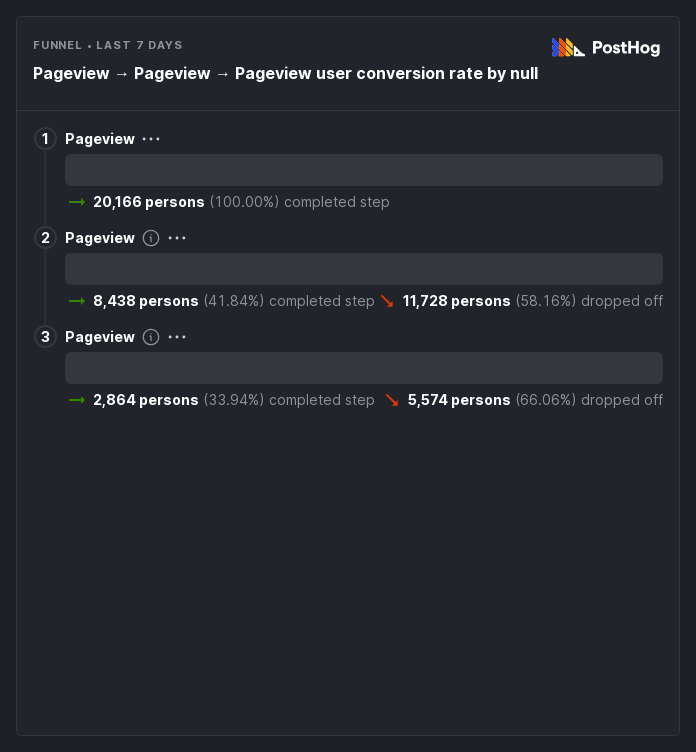 FUNNEL • LAST 7 DAYS
PostHog
Pageview → Pageview → Pageview user conversion rate by null
1 Pageview ···
→ 20,166 persons (100.00%) completed step
2 Pageview ⓘ ···
→ 8,438 persons (41.84%) completed step ↘ 11,728 persons (58.16%) dropped off
3 Pageview ⓘ ···
→ 2,864 persons (33.94%) completed step ↘ 5,574 persons (66.06%) dropped off